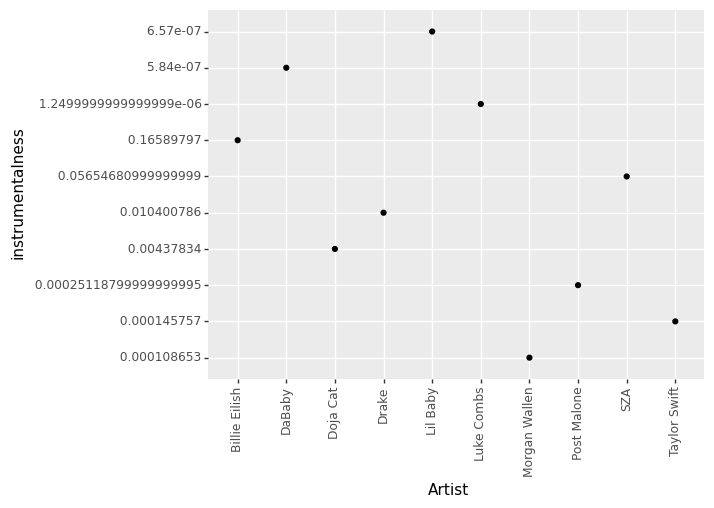 6.57e-07
5.84e-07
1.2499999999999999e-06
0.16589797
0.05654680999999999
0.010400786
0.00437834
0.00025118799999999995
0.000145757
0.000108653
instrumentalness
Billie Eilish
DaBaby
Doja Cat
Drake
Lil Baby
Luke Combs
Morgan Wallen
Post Malone
SZA
Taylor Swift
Artist